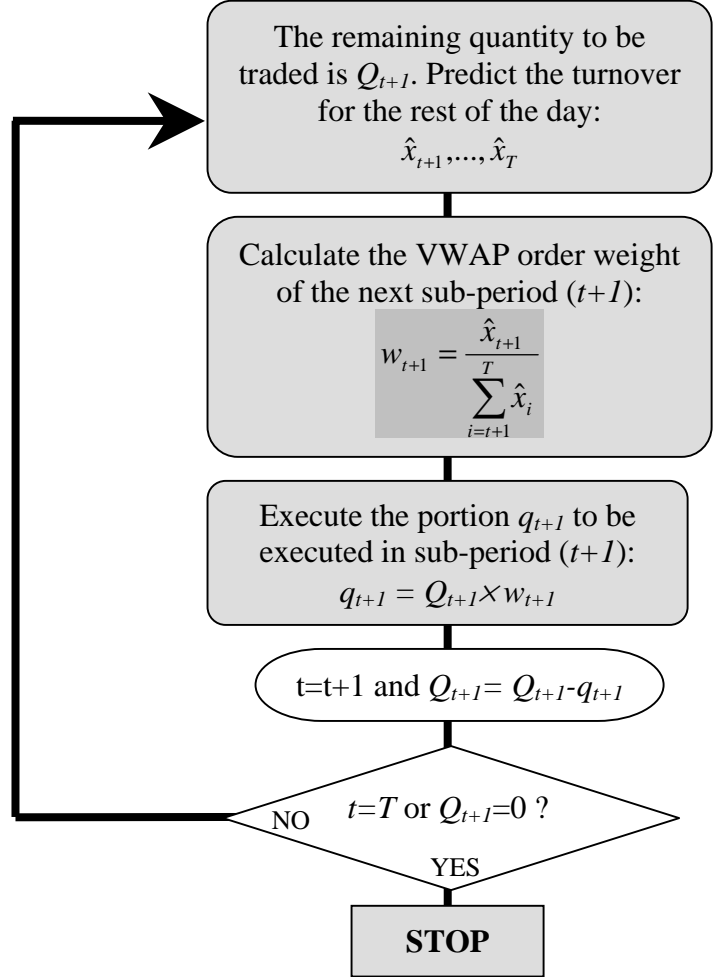 The remaining quantity to be
traded is Q_{t+1}. Predict the turnover
for the rest of the day:
x̂_{t+1},..., x̂_T
Calculate the VWAP order weight
of the next sub-period (t+1):
w_{t+1} = \frac{x̂_{t+1}}{\sum_{i=t+1}^{T} x̂_i}
Execute the portion q_{t+1} to be
executed in sub-period (t+1):
q_{t+1} = Q_{t+1}×w_{t+1}
t=t+1 and Q_{t+1}= Q_{t+1}-q_{t+1}
t=T or Q_{t+1}=0 ?
NO
YES
STOP